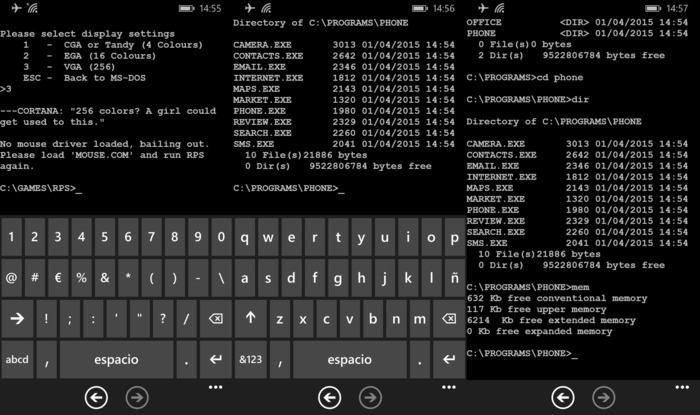 14:55
Please select display settings
1 - CGA or Tandy (4 Colours)
2 - EGA (16 Colours)
3 - VGA (256)
ESC - Back to MS-DOS
>3
---CORTANA: "256 colors? A girl could
get used to this."
No mouse driver loaded, bailing out.
Please load 'MOUSE.COM' and run RPS
again.
C:\GAMES\RPS>_
1 2 3 4 5 6 7 8 9 0
@ # € % & * ( ) - \
! ; : ' " ? /
abcd , espacio .
14:56
Directory of C:\PROGRAMS\PHONE
CAMERA.EXE 3013 01/04/2015 14:54
CONTACTS.EXE 2642 01/04/2015 14:54
EMAIL.EXE 2346 01/04/2015 14:54
INTERNET.EXE 1812 01/04/2015 14:54
MAPS.EXE 2143 01/04/2015 14:54
MARKET.EXE 1320 01/04/2015 14:54
PHONE.EXE 1980 01/04/2015 14:54
REVIEW.EXE 2329 01/04/2015 14:54
SEARCH.EXE 2260 01/04/2015 14:54
SMS.EXE 2041 01/04/2015 14:54
10 File(s)21886 bytes
0 Dir(s) 9522806784 bytes free
C:\PROGRAMS\PHONE>_
q w e r t y u i o p
a s d f g h j k l ñ
z x c v b n m
&123 , espacio .
14:57
OFFICE <DIR> 01/04/2015 14:54
PHONE <DIR> 01/04/2015 14:54
0 File(s)0 bytes
2 Dir(s) 9522806784 bytes free
C:\PROGRAMS>cd phone
C:\PROGRAMS\PHONE>dir
Directory of C:\PROGRAMS\PHONE
CAMERA.EXE 3013 01/04/2015 14:54
CONTACTS.EXE 2642 01/04/2015 14:54
EMAIL.EXE 2346 01/04/2015 14:54
INTERNET.EXE 1812 01/04/2015 14:54
MAPS.EXE 2143 01/04/2015 14:54
MARKET.EXE 1320 01/04/2015 14:54
PHONE.EXE 1980 01/04/2015 14:54
REVIEW.EXE 2329 01/04/2015 14:54
SEARCH.EXE 2260 01/04/2015 14:54
SMS.EXE 2041 01/04/2015 14:54
10 File(s)21886 bytes
0 Dir(s) 9522806784 bytes free
C:\PROGRAMS\PHONE>mem
632 Kb free conventional memory
117 Kb free upper memory
6214 Kb free extended memory
0 Kb free expanded memory
C:\PROGRAMS\PHONE>_